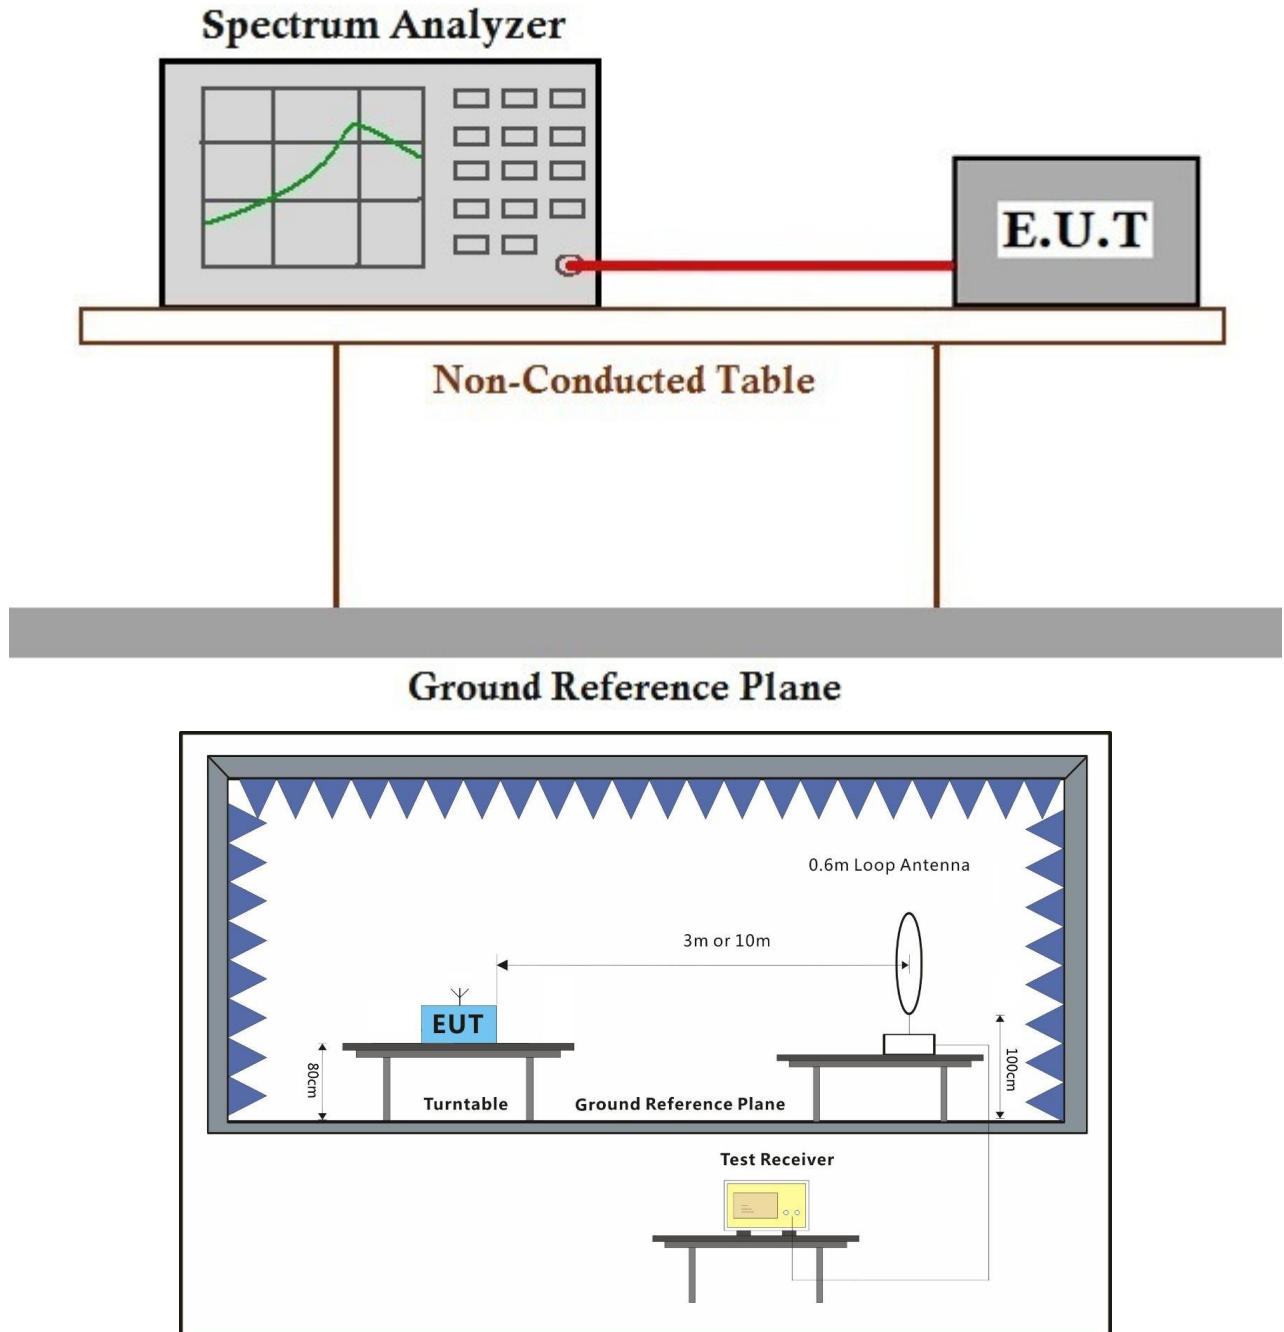 Spectrum Analyzer
E.U.T
Non-Conducted Table
Ground Reference Plane
0.6m Loop Antenna
3m or 10m
EUT
80cm
100cm
Turntable
Ground Reference Plane
Test Receiver